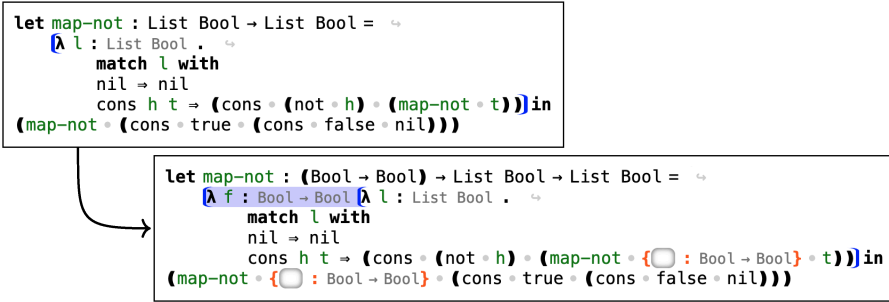 let map-not : List Bool → List Bool = ↪
λ l : List Bool . ↪
match l with
nil ⇒ nil
cons h t ⇒ (cons • (not • h) • (map-not • t)) in
(map-not • (cons • true • (cons • false • nil)))
let map-not : (Bool → Bool) → List Bool → List Bool = ↪
λ f : Bool → Bool λ l : List Bool . ↪
match l with
nil ⇒ nil
cons h t ⇒ (cons • (not • h) • (map-not • { : Bool → Bool} • t)) in
(map-not • { : Bool → Bool} • (cons • true • (cons • false • nil)))